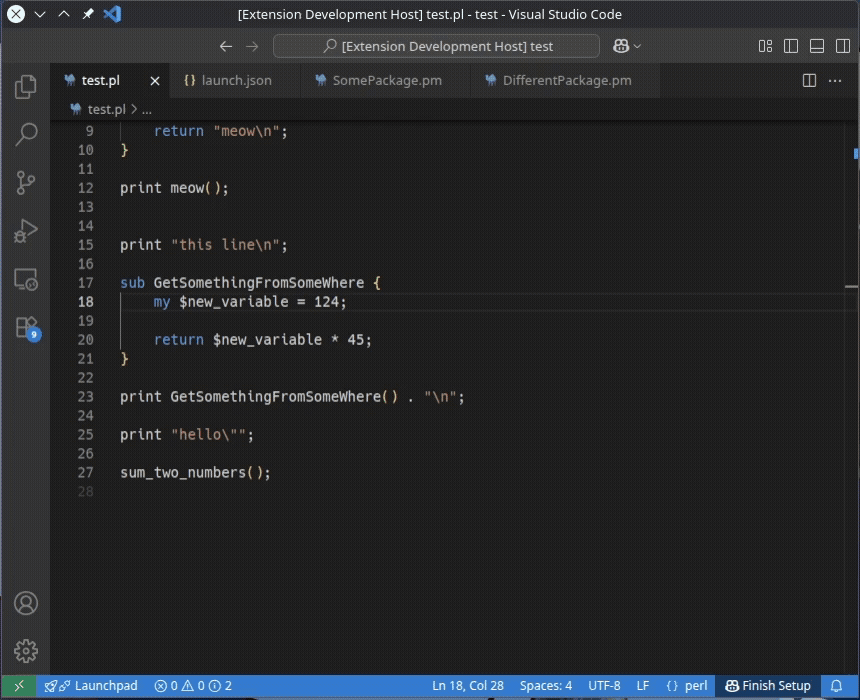 [Extension Development Host] test.pl - test - Visual Studio Code
[Extension Development Host] test
test.pl
{} launch.json
SomePackage.pm
DifferentPackage.pm
test.pl > ...
9     return "meow\n";
10 }
11
12 print meow();
13
14
15 print "this line\n";
16
17 sub GetSomethingFromSomeWhere {
18     my $new_variable = 124;
19
20     return $new_variable * 45;
21 }
22
23 print GetSomethingFromSomeWhere() . "\n";
24
25 print "hello\"";
26
27 sum_two_numbers();
28
9
Launchpad 0 0 2 Ln 18, Col 28 Spaces: 4 UTF-8 LF {} perl Finish Setup